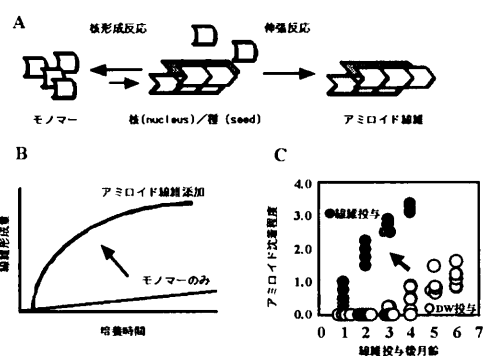 A
核形成反応
伸張反応
モノマー
核(nucleus)／種 (seed)
アミロイド線維
B
アミロイド線維添加
線維形成量
モノマーのみ
培養時間
C
アミロイド沈着程度
4.0
3.0
2.0
1.0
0.0
●線維投与
○DW投与
0 1 2 3 4 5 6 7
線維投与後月齢